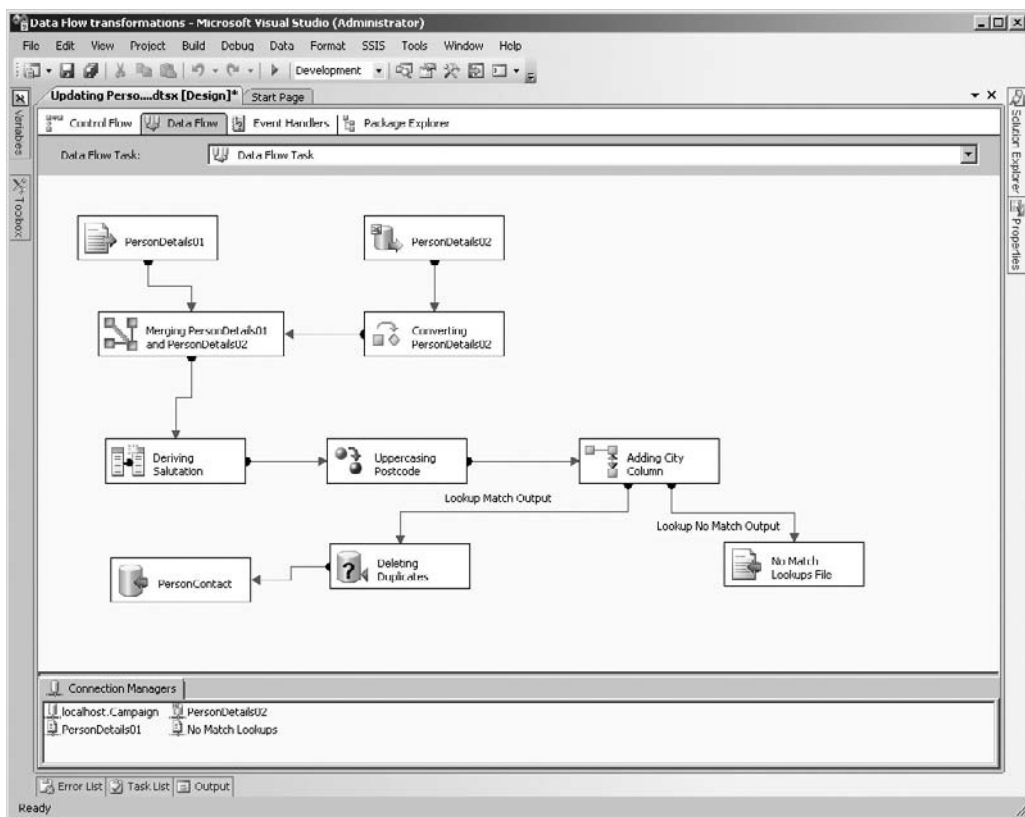 Data Flow transformations - Microsoft Visual Studio (Administrator)
File Edit View Project Build Debug Data Format SSIS Tools Window Help
Development
Updating Perso....dtsx [Design]* Start Page
Control Flow Data Flow Event Handlers Package Explorer
Data Flow Task: Data Flow Task
Variables
Toolbox
Solution Explorer
Properties
PersonDetails01
PersonDetails02
Merging PersonDetails01
and PersonDetails02
Converting
PersonDetails02
Deriving
Salutation
Uppercasing
Postcode
Adding City
Column
Lookup Match Output
Lookup No Match Output
PersonContact
Deleting
Duplicates
No Match
Lookups File
Connection Managers
localhost.Campaign PersonDetails02
PersonDetails01 No Match Lookups
Error List Task List Output
Ready